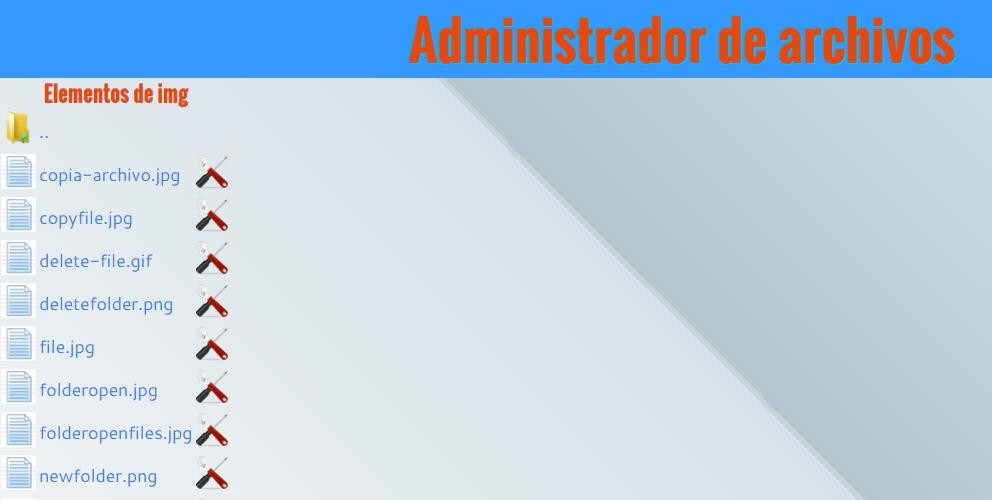 Administrador de archivos
Elementos de img
..
copia-archivo.jpg
copyfile.jpg
delete-file.gif
deletefolder.png
file.jpg
folderopen.jpg
folderopenfiles.jpg
newfolder.png